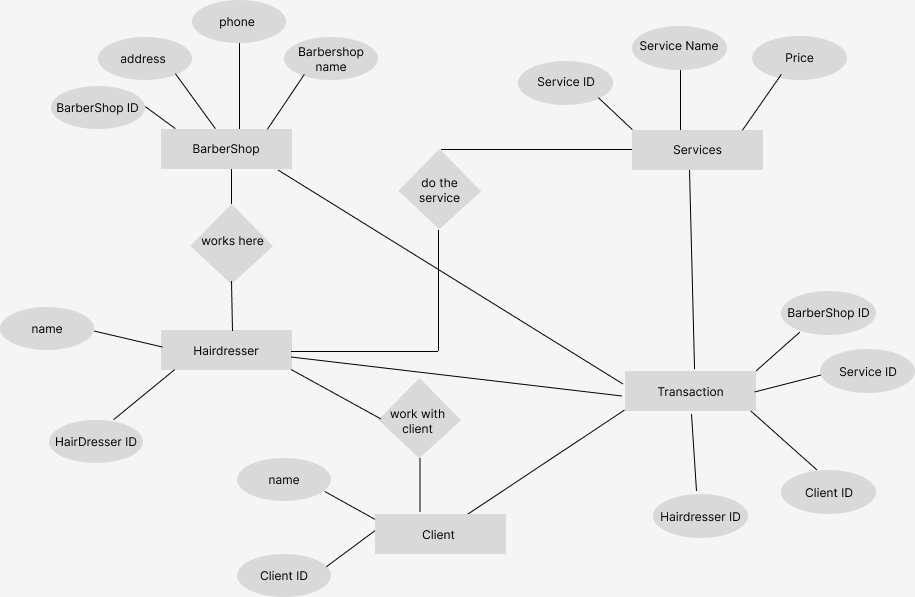 phone
Barbershop
name
address
BarberShop ID
BarberShop
Service Name
Price
Service ID
Services
do the
service
works here
name
Hairdresser
HairDresser ID
BarberShop ID
Service ID
Transaction
work with
client
Client ID
Hairdresser ID
name
Client
Client ID